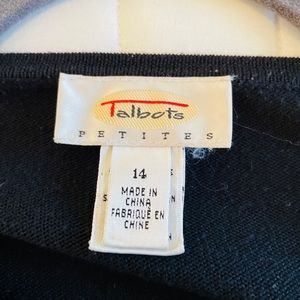 Talbots
PETITES
14
MADE IN
CHINA
FABRIQUÉ EN
CHINE